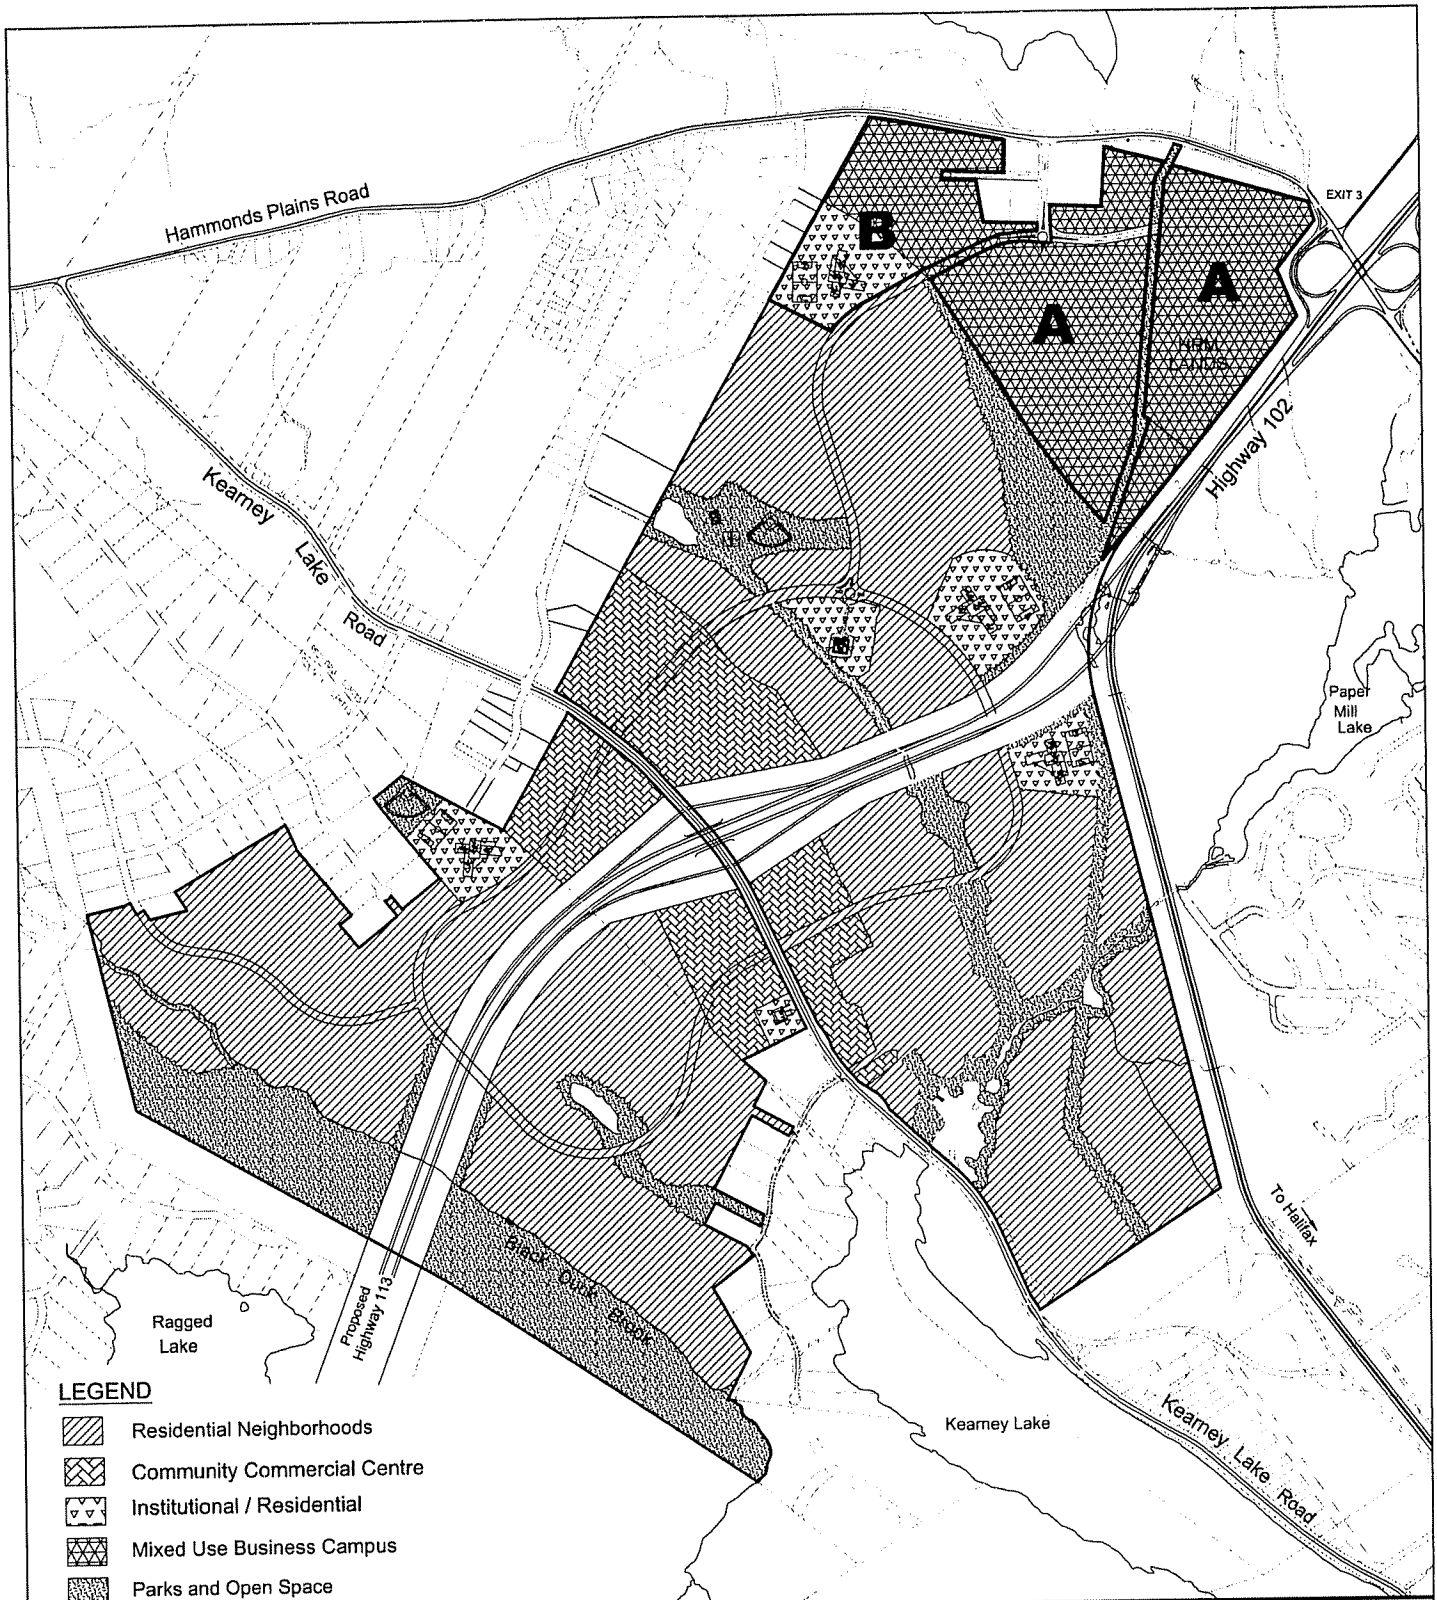 EXIT 3
Hammonds Plains Road
B
A
A
HRM
LANDS
Highway 102
Kearney
Lake
Road
Paper
Mill
Lake
To Halifax
Black Duck Brook
Proposed
Highway 113
Ragged
Lake
Kearney Lake
Kearney Lake Road
LEGEND
Residential Neighborhoods
Community Commercial Centre
Institutional / Residential
Mixed Use Business Campus
Parks and Open Space